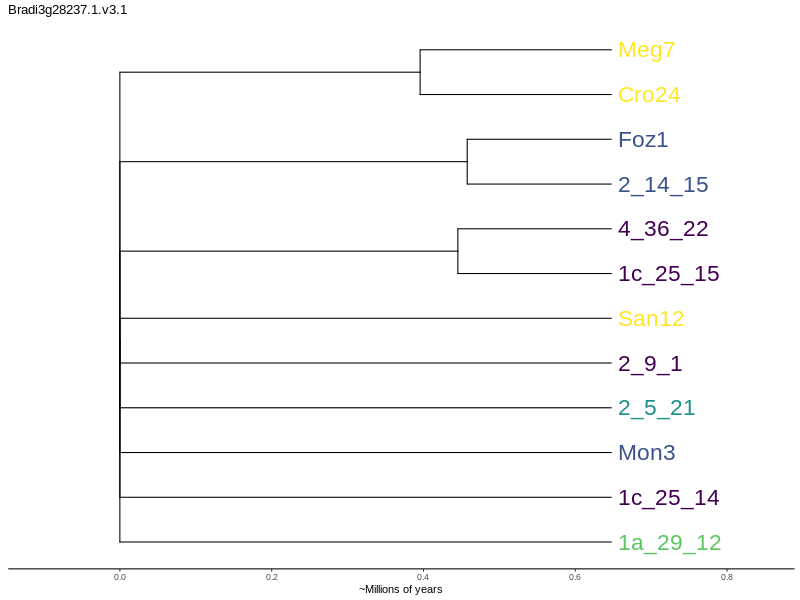 Bradi3g28237.1.v3.1
Meg7
Cro24
Foz1
2_14_15
4_36_22
1c_25_15
San12
2_9_1
2_5_21
Mon3
1c_25_14
1a_29_12
0.0 0.2 0.4 0.6 0.8
~Millions of years